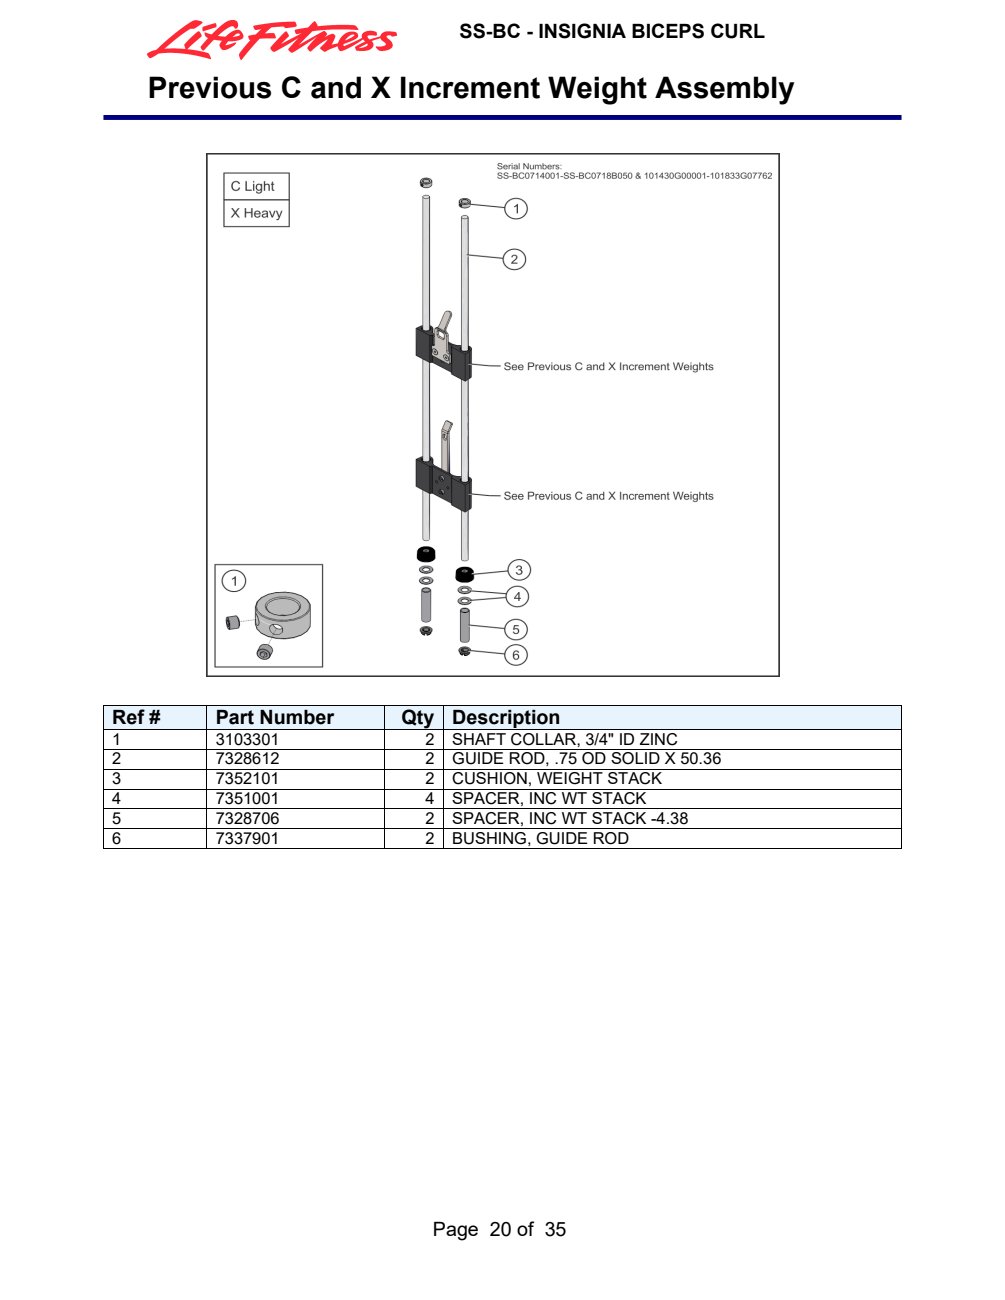 Life Fitness
SS-BC - INSIGNIA BICEPS CURL
Previous C and X Increment Weight Assembly
Serial Numbers:
SS-BC0714001-SS-BC0718B050 & 101430G00001-101833G07762
C Light
X Heavy
1
2
See Previous C and X Increment Weights
See Previous C and X Increment Weights
3
4
5
6
1
Ref # Part Number Qty Description
1 3103301 2 SHAFT COLLAR, 3/4" ID ZINC
2 7328612 2 GUIDE ROD, .75 OD SOLID X 50.36
3 7352101 2 CUSHION, WEIGHT STACK
4 7351001 4 SPACER, INC WT STACK
5 7328706 2 SPACER, INC WT STACK -4.38
6 7337901 2 BUSHING, GUIDE ROD
Page 20 of 35